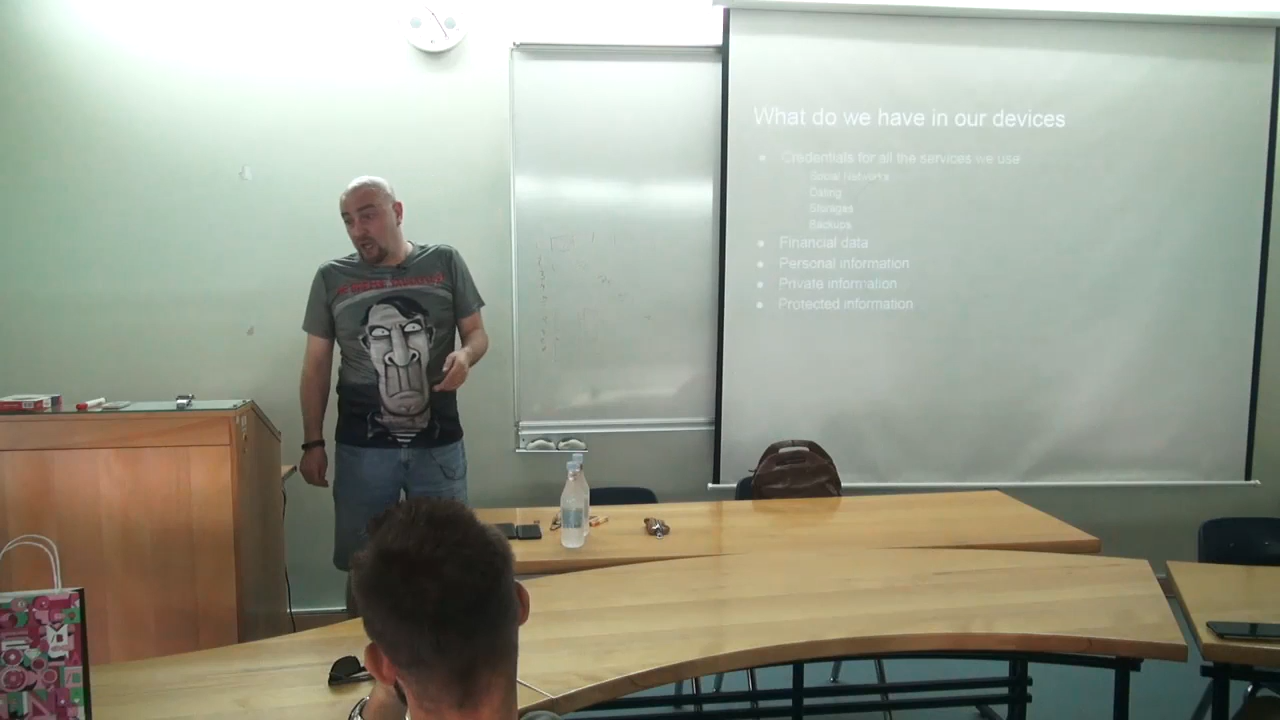 What do we have in our devices
Credentials for all the services we use
Social Networks
Dating
Storages
Backups
Financial data
Personal information
Private information
Protected information